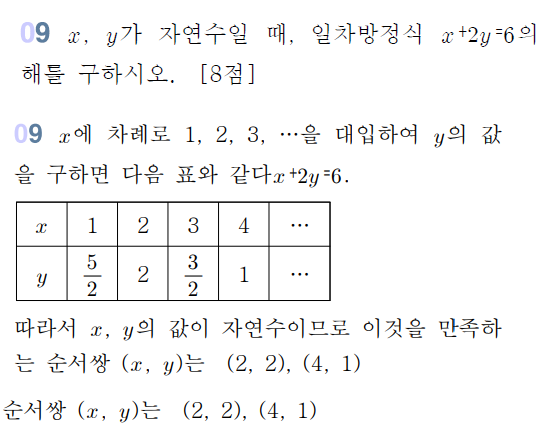 09 x, y가 자연수일 때, 일차방정식 x+2y=6의
해를 구하시오. [8점]
09 x에 차례로 1, 2, 3, …을 대입하여 y의 값
을 구하면 다음 표와 같다x+2y=6.
x 1 2 3 4 …
y 5/2 2 3/2 1 …
따라서 x, y의 값이 자연수이므로 이것을 만족하
는 순서쌍 (x, y)는 (2, 2), (4, 1)
순서쌍 (x, y)는 (2, 2), (4, 1)